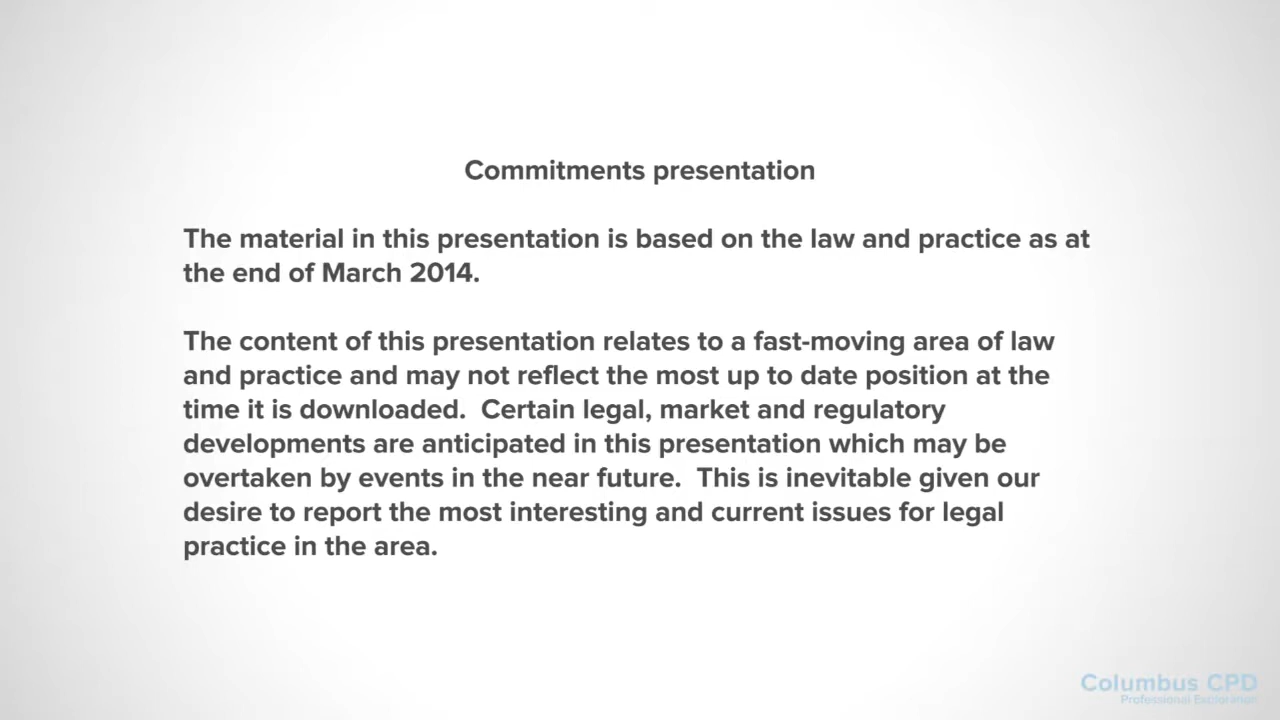 Commitments presentation
The material in this presentation is based on the law and practice as at
the end of March 2014.
The content of this presentation relates to a fast-moving area of law
and practice and may not reflect the most up to date position at the
time it is downloaded.  Certain legal, market and regulatory
developments are anticipated in this presentation which may be
overtaken by events in the near future.  This is inevitable given our
desire to report the most interesting and current issues for legal
practice in the area.
Columbus CPD
Professional Exploration